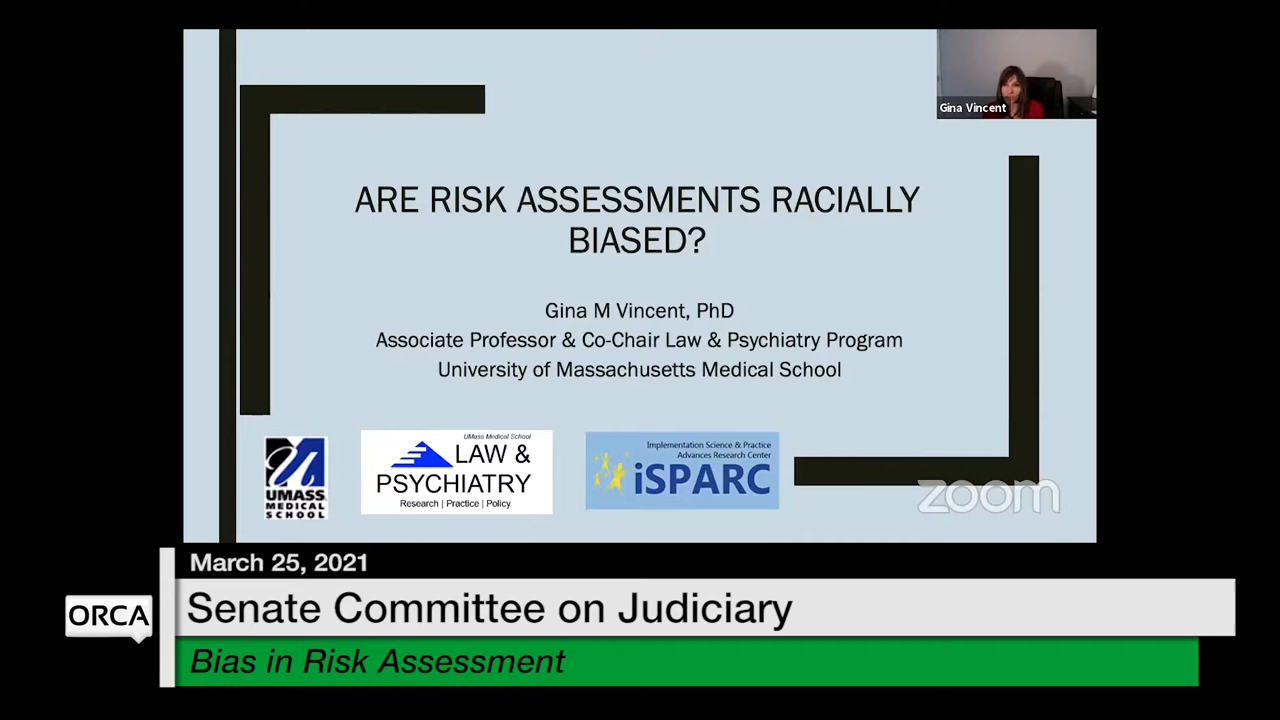 Gina Vincent
ARE RISK ASSESSMENTS RACIALLY
BIASED?
Gina M Vincent, PhD
Associate Professor & Co-Chair Law & Psychiatry Program
University of Massachusetts Medical School
UMASS
MEDICAL
SCHOOL
UMass Medical School
LAW &
PSYCHIATRY
Research | Practice | Policy
Implementation Science & Practice
Advances Research Center
iSPARC
zoom
March 25, 2021
ORCA
Senate Committee on Judiciary
Bias in Risk Assessment